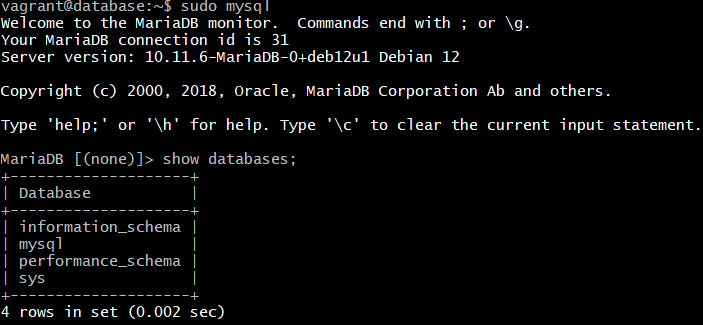 vagrant@database:~$ sudo mysql
Welcome to the MariaDB monitor.  Commands end with ; or \g.
Your MariaDB connection id is 31
Server version: 10.11.6-MariaDB-0+deb12u1 Debian 12

Copyright (c) 2000, 2018, Oracle, MariaDB Corporation Ab and others.

Type 'help;' or '\h' for help. Type '\c' to clear the current input statement.

MariaDB [(none)]> show databases;
+--------------------+
| Database           |
+--------------------+
| information_schema |
| mysql              |
| performance_schema |
| sys                |
+--------------------+
4 rows in set (0.002 sec)